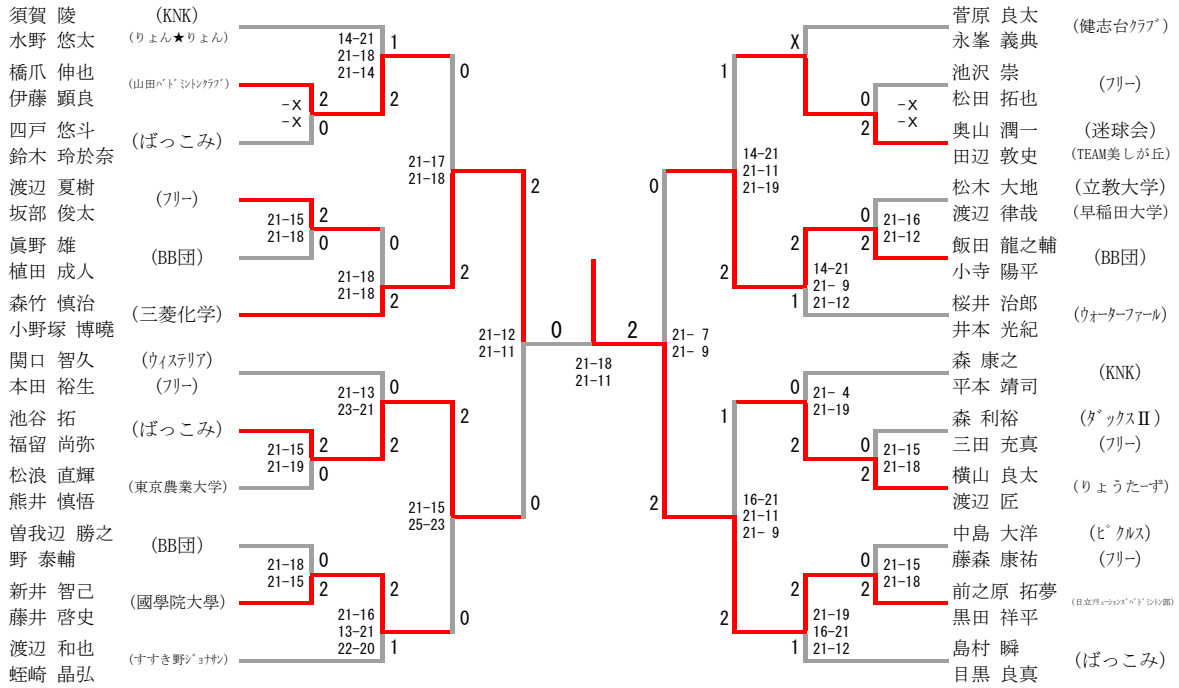 須賀 陵 (KNK)
水野 悠太 (りょん★りょん)
橋爪 伸也 (山田ﾊﾞﾄﾞﾐﾝﾄﾝｸﾗﾌﾞ)
伊藤 顕良
四戸 悠斗 (ばっこみ)
鈴木 玲於奈
渡辺 夏樹 (ﾌﾘｰ)
坂部 俊太
眞野 雄 (BB団)
植田 成人
森竹 慎治 (三菱化学)
小野塚 博曉
関口 智久 (ｳｨｽﾃﾘｱ)
本田 裕生 (ﾌﾘｰ)
池谷 拓 (ばっこみ)
福留 尚弥
松浪 直輝 (東京農業大学)
熊井 慎悟
曽我辺 勝之 (BB団)
野 泰輔
新井 智己 (國學院大學)
藤井 啓史
渡辺 和也 (すすき野ｼﾞｮﾅｻﾝ)
蛭崎 晶弘
14-21
21-18
21-14
1
2
-X
-X
2
0
0
21-17
21-18
2
21-15
21-18
2
0
0
21-18
21-18
2
2
21-12
21-11
0
21-13
23-21
0
2
21-15
21-19
2
0
2
21-15
25-23
0
21-18
21-15
0
2
2
21-16
13-21
22-20
1
0
0
2
21-18
21-11
X
1
0
2
-X
-X
14-21
21-11
21-19
0
0
2
21-16
21-12
2
2
14-21
21- 9
21-12
1
21- 7
21- 9
0
21- 4
21-19
1
2
0
2
21-15
21-18
2
16-21
21-11
21- 9
0
2
21-15
21-18
2
2
21-19
16-21
21-12
1
菅原 良太 (健志台ｸﾗﾌﾞ)
永峯 義典
池沢 崇 (ﾌﾘｰ)
松田 拓也
奥山 潤一 (迷球会)
田辺 敦史 (TEAM美しが丘)
松木 大地 (立教大学)
渡辺 律哉 (早稲田大学)
飯田 龍之輔 (BB団)
小寺 陽平
桜井 治郎 (ｳｫｰﾀｰﾌｧｰﾙ)
井本 光紀
森 康之 (KNK)
平本 靖司
森 利裕 (ﾀﾞｯｸｽⅡ)
三田 充真 (ﾌﾘｰ)
横山 良太 (りょうたーず)
渡辺 匠
中島 大洋 (ﾋﾟｸﾙｽ)
藤森 康祐 (ﾌﾘｰ)
前之原 拓夢 (日立ｿﾘｭｰｼｮﾝｽﾞﾊﾞﾄﾞﾐﾝﾄﾝ部)
黒田 祥平
島村 瞬 (ばっこみ)
目黒 良真